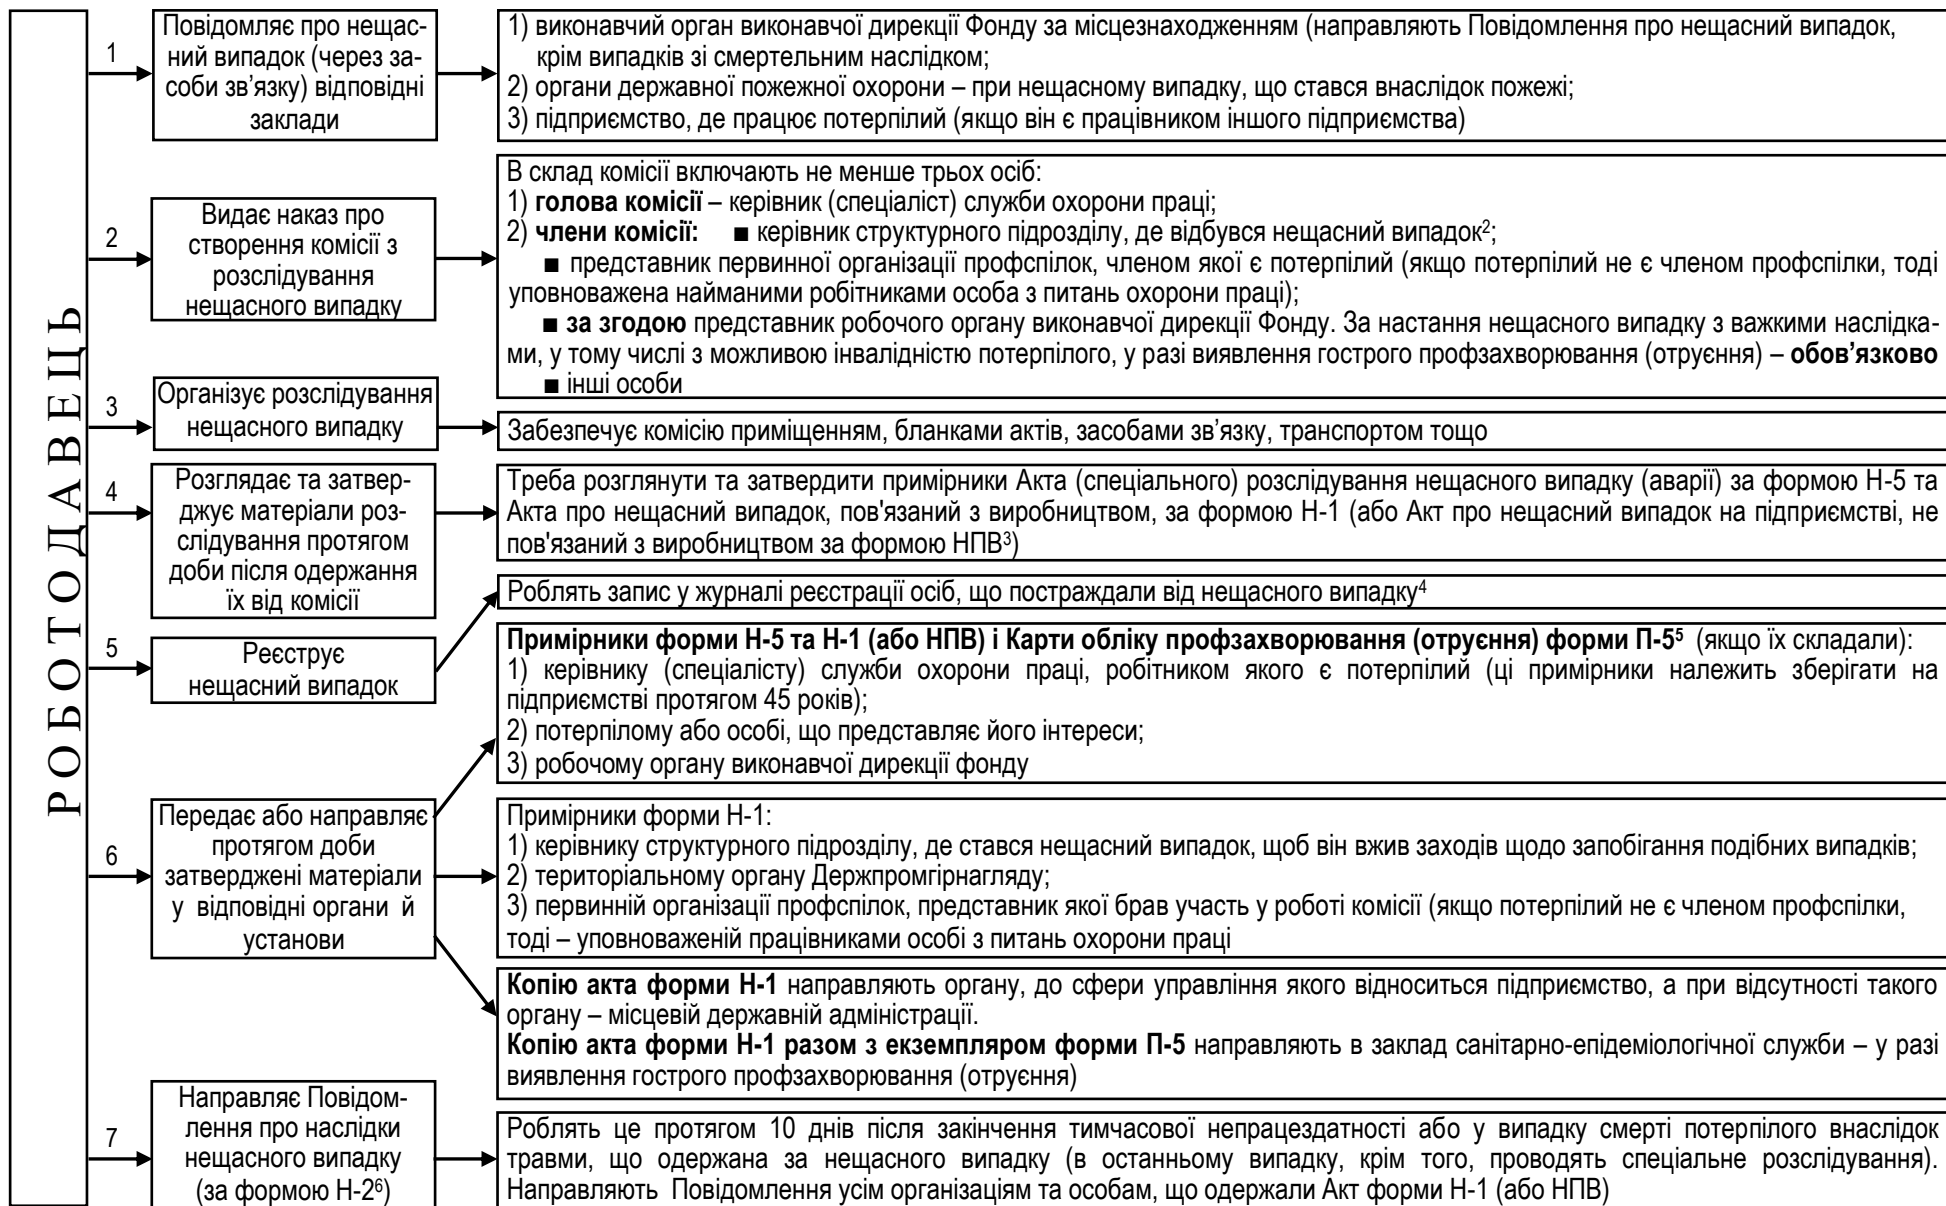 РОБОТОДАВЕЦЬ
1
Повідомляє про нещас-
ний випадок (через за-
соби зв’язку) відповідні
заклади
1) виконавчий орган виконавчої дирекції Фонду за місцезнаходженням (направляють Повідомлення про нещасний випадок,
крім випадків зі смертельним наслідком;
2) органи державної пожежної охорони – при нещасному випадку, що стався внаслідок пожежі;
3) підприємство, де працює потерпілий (якщо він є працівником іншого підприємства)
2
Видає наказ про
створення комісії з
розслідування
нещасного випадку
В склад комісії включають не менше трьох осіб:
1) голова комісії – керівник (спеціаліст) служби охорони праці;
2) члени комісії: ■ керівник структурного підрозділу, де відбувся нещасний випадок²;
■ представник первинної організації профспілок, членом якої є потерпілий (якщо потерпілий не є членом профспілки, тоді
уповноважена найманими робітниками особа з питань охорони праці);
■ за згодою представник робочого органу виконавчої дирекції Фонду. За настання нещасного випадку з важкими наслідка-
ми, у тому числі з можливою інвалідністю потерпілого, у разі виявлення гострого профзахворювання (отруєння) – обов’язково
■ інші особи
3
Організує розслідування
нещасного випадку
Забезпечує комісію приміщенням, бланками актів, засобами зв’язку, транспортом тощо
4
Розглядає та затвер-
джує матеріали роз-
слідування протягом
доби після одержання
їх від комісії
Треба розглянути та затвердити примірники Акта (спеціального) розслідування нещасного випадку (аварії) за формою Н-5 та
Акта про нещасний випадок, пов'язаний з виробництвом, за формою Н-1 (або Акт про нещасний випадок на підприємстві, не
пов'язаний з виробництвом за формою НПВ³)
5
Реєструє
нещасний випадок
Роблять запис у журналі реєстрації осіб, що постраждали від нещасного випадку⁴
6
Передає або направляє
протягом доби
затверджені матеріали
у відповідні органи й
установи
Примірники форми Н-5 та Н-1 (або НПВ) і Карти обліку профзахворювання (отруєння) форми П-5⁵ (якщо їх складали):
1) керівнику (спеціалісту) служби охорони праці, робітником якого є потерпілий (ці примірники належить зберігати на
підприємстві протягом 45 років);
2) потерпілому або особі, що представляє його інтереси;
3) робочому органу виконавчої дирекції фонду
Примірники форми Н-1:
1) керівнику структурного підрозділу, де стався нещасний випадок, щоб він вжив заходів щодо запобігання подібних випадків;
2) територіальному органу Держпромгірнагляду;
3) первинній організації профспілок, представник якої брав участь у роботі комісії (якщо потерпілий не є членом профспілки,
тоді – уповноваженій працівниками особі з питань охорони праці
Копію акта форми Н-1 направляють органу, до сфери управління якого відноситься підприємство, а при відсутності такого
органу – місцевій державній адміністрації.
Копію акта форми Н-1 разом з екземпляром форми П-5 направляють в заклад санітарно-епідеміологічної служби – у разі
виявлення гострого профзахворювання (отруєння)
7
Направляє Повідом-
лення про наслідки
нещасного випадку
(за формою Н-2⁶)
Роблять це протягом 10 днів після закінчення тимчасової непрацездатності або у випадку смерті потерпілого внаслідок
травми, що одержана за нещасного випадку (в останньому випадку, крім того, проводять спеціальне розслідування).
Направляють Повідомлення усім організаціям та особам, що одержали Акт форми Н-1 (або НПВ)